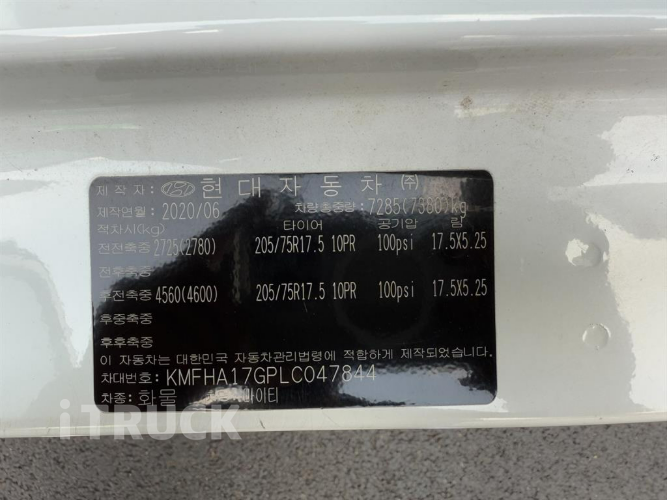 제작자: 현대자동차 (주)
제작연월: 2020/06 차량총중량: 7285(7380)kg
적차시(kg) 타이어 공기압 림
전전축중 2725(2780) 205/75R17.5 10PR 100psi 17.5X5.25
전후축중
후전축중 4560(4600) 205/75R17.5 10PR 100psi 17.5X5.25
후중축중
후후축중
이 자동차는 대한민국 자동차관리법령에 적합하게 제작되었습니다.
차대번호: KMFHA17GPLC047844
차종: 화물 마이티
iTRUCK